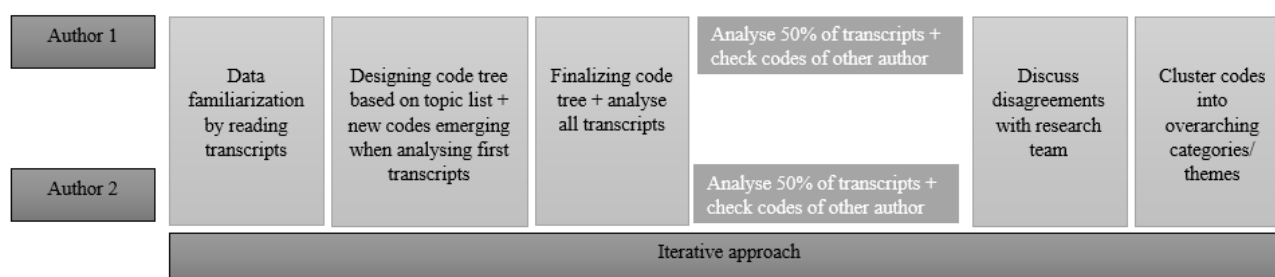 Author 1
Author 2
Data
familiarization
by reading
transcripts
Designing code tree
based on topic list +
new codes emerging
when analysing first
transcripts
Finalizing code
tree + analyse
all transcripts
Analyse 50% of transcripts +
check codes of other author
Analyse 50% of transcripts +
check codes of other author
Discuss
disagreements
with research
team
Cluster codes
into
overarching
categories/
themes
Iterative approach